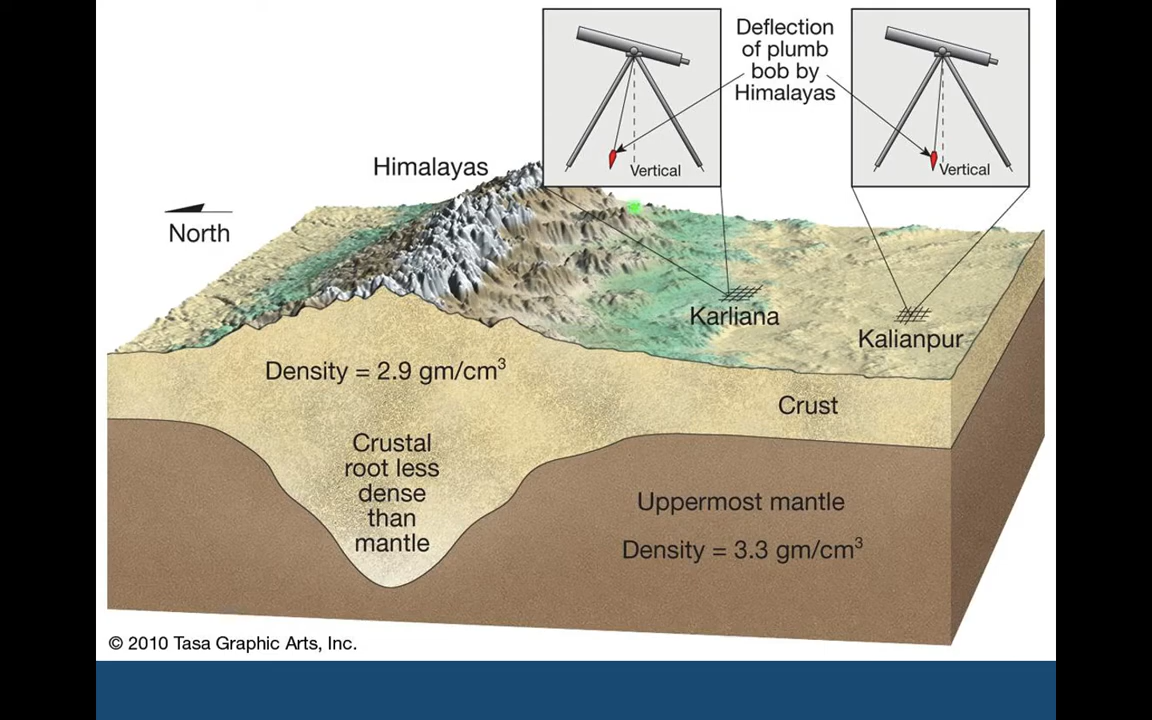 Deflection
of plumb
bob by
Himalayas
Vertical
Vertical
Himalayas
North
Karliana
Kalianpur
Density = 2.9 gm/cm³
Crust
Crustal
root less
dense
than
mantle
Uppermost mantle
Density = 3.3 gm/cm³
© 2010 Tasa Graphic Arts, Inc.